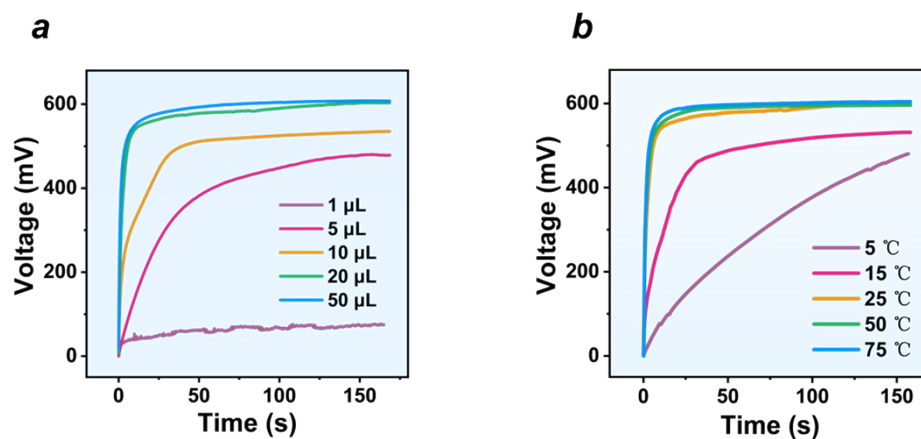 a
600
400
200
0
Voltage (mV)
1 µL
5 µL
10 µL
20 µL
50 µL
0 50 100 150
Time (s)
b
600
400
200
0
Voltage (mV)
5 ℃
15 ℃
25 ℃
50 ℃
75 ℃
0 50 100 150
Time (s)